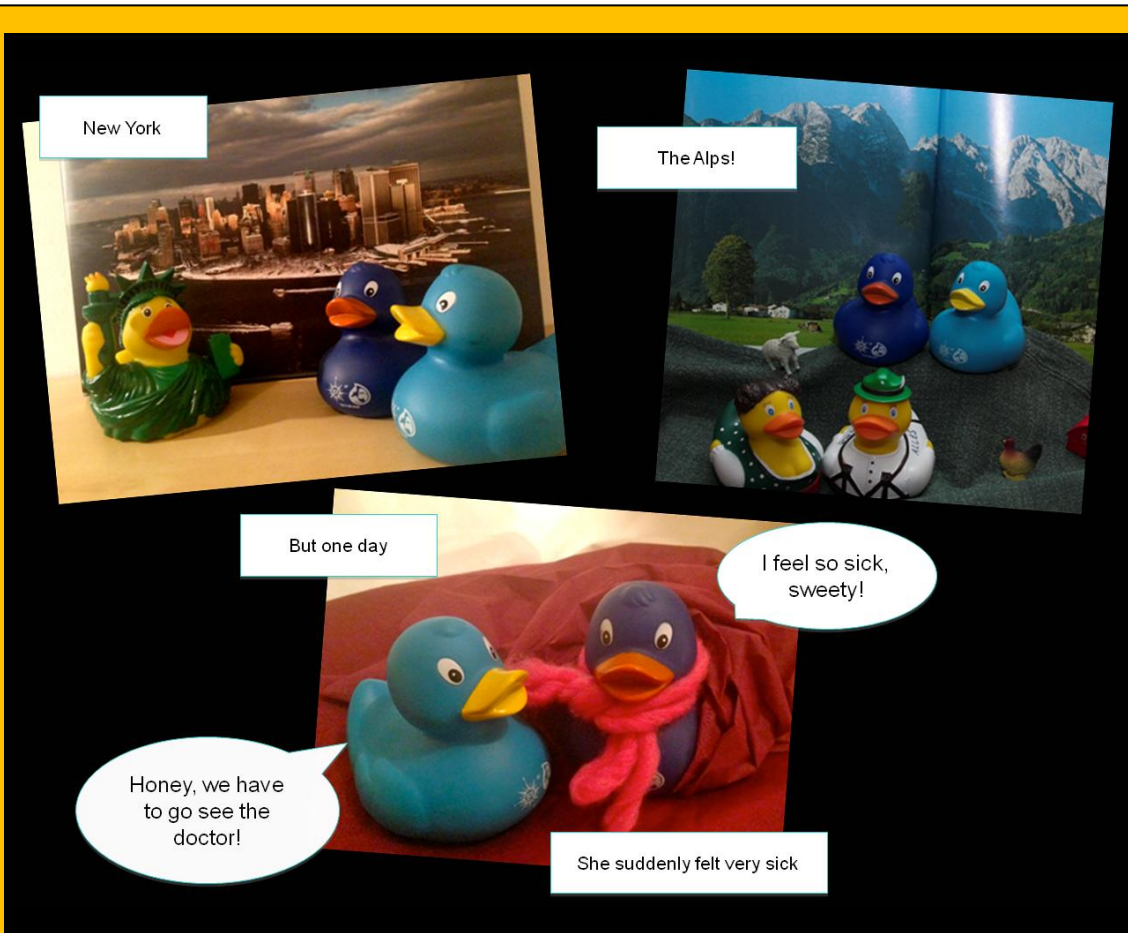 New York
The Alps!
But one day
I feel so sick,
sweety!
Honey, we have
to go see the
doctor!
She suddenly felt very sick
ALLES